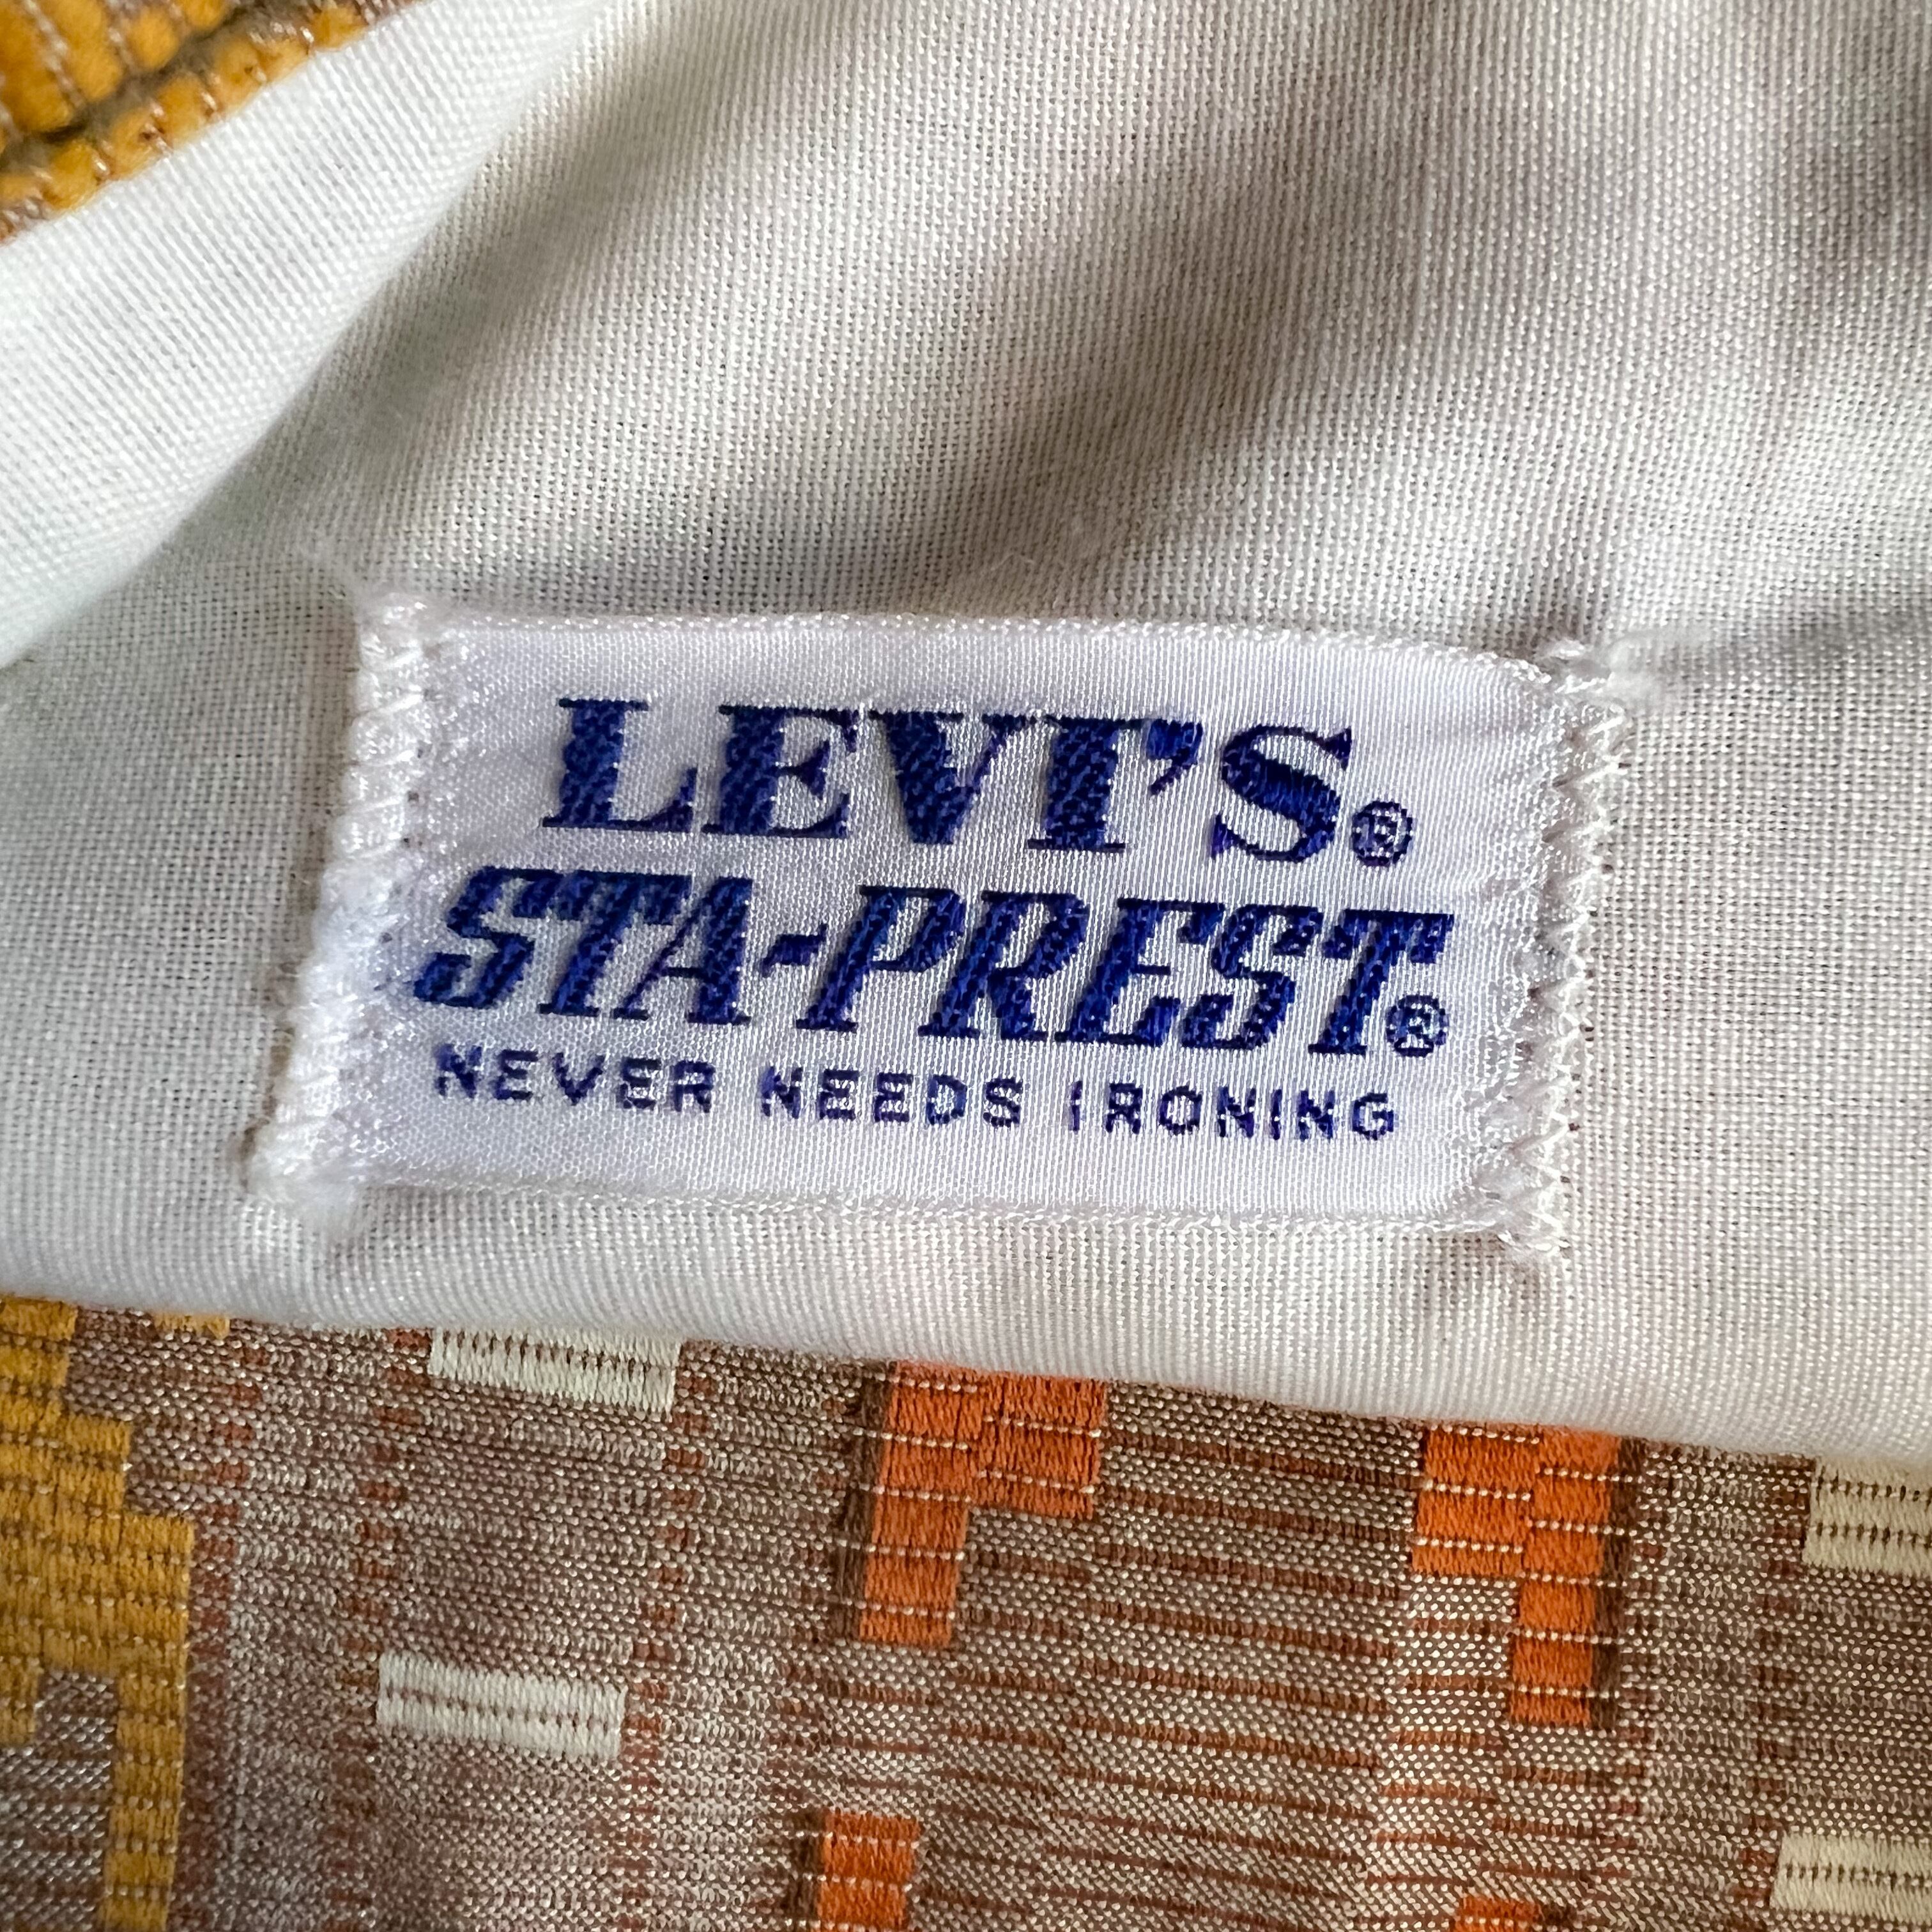 LEVI'S®
STA-PREST®
NEVER NEEDS IRONING